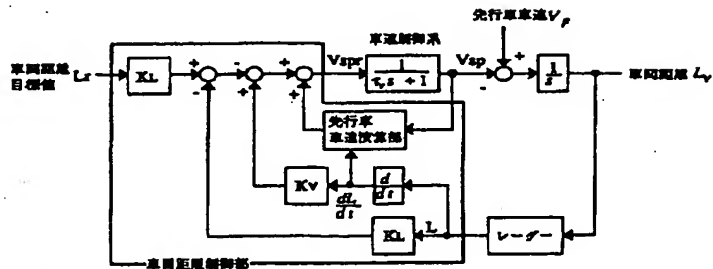 先行車車速Vp
車間距離
目標値
Lr
KL
+
-
-
+
+
+
Vspr
車速制御系
1
τv s + 1
Vsp
+
-
1
s
車間距離 Lv
先行車
車速演算部
Kv
d
dt
dL
dt
KL
L
レーダー
車間距離制御部